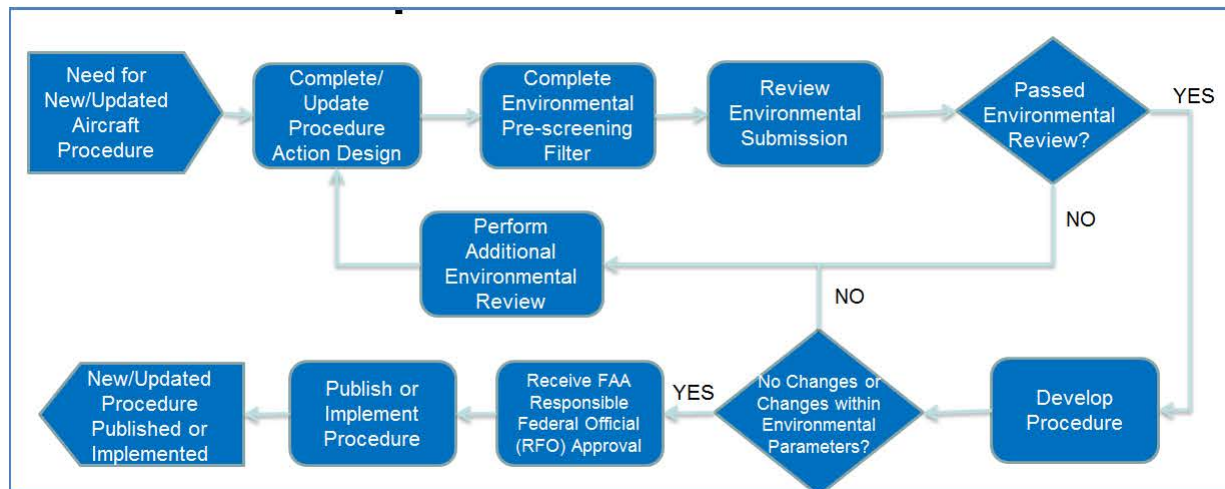 Need for
New/Updated
Aircraft
Procedure
Complete/
Update
Procedure
Action Design
Complete
Environmental
Pre-screening
Filter
Review
Environmental
Submission
Passed
Environmental
Review?
YES
NO
Perform
Additional
Environmental
Review
NO
New/Updated
Procedure
Published or
Implemented
Publish or
Implement
Procedure
Receive FAA
Responsible
Federal Official
(RFO) Approval
YES
No Changes or
Changes within
Environmental
Parameters?
Develop
Procedure